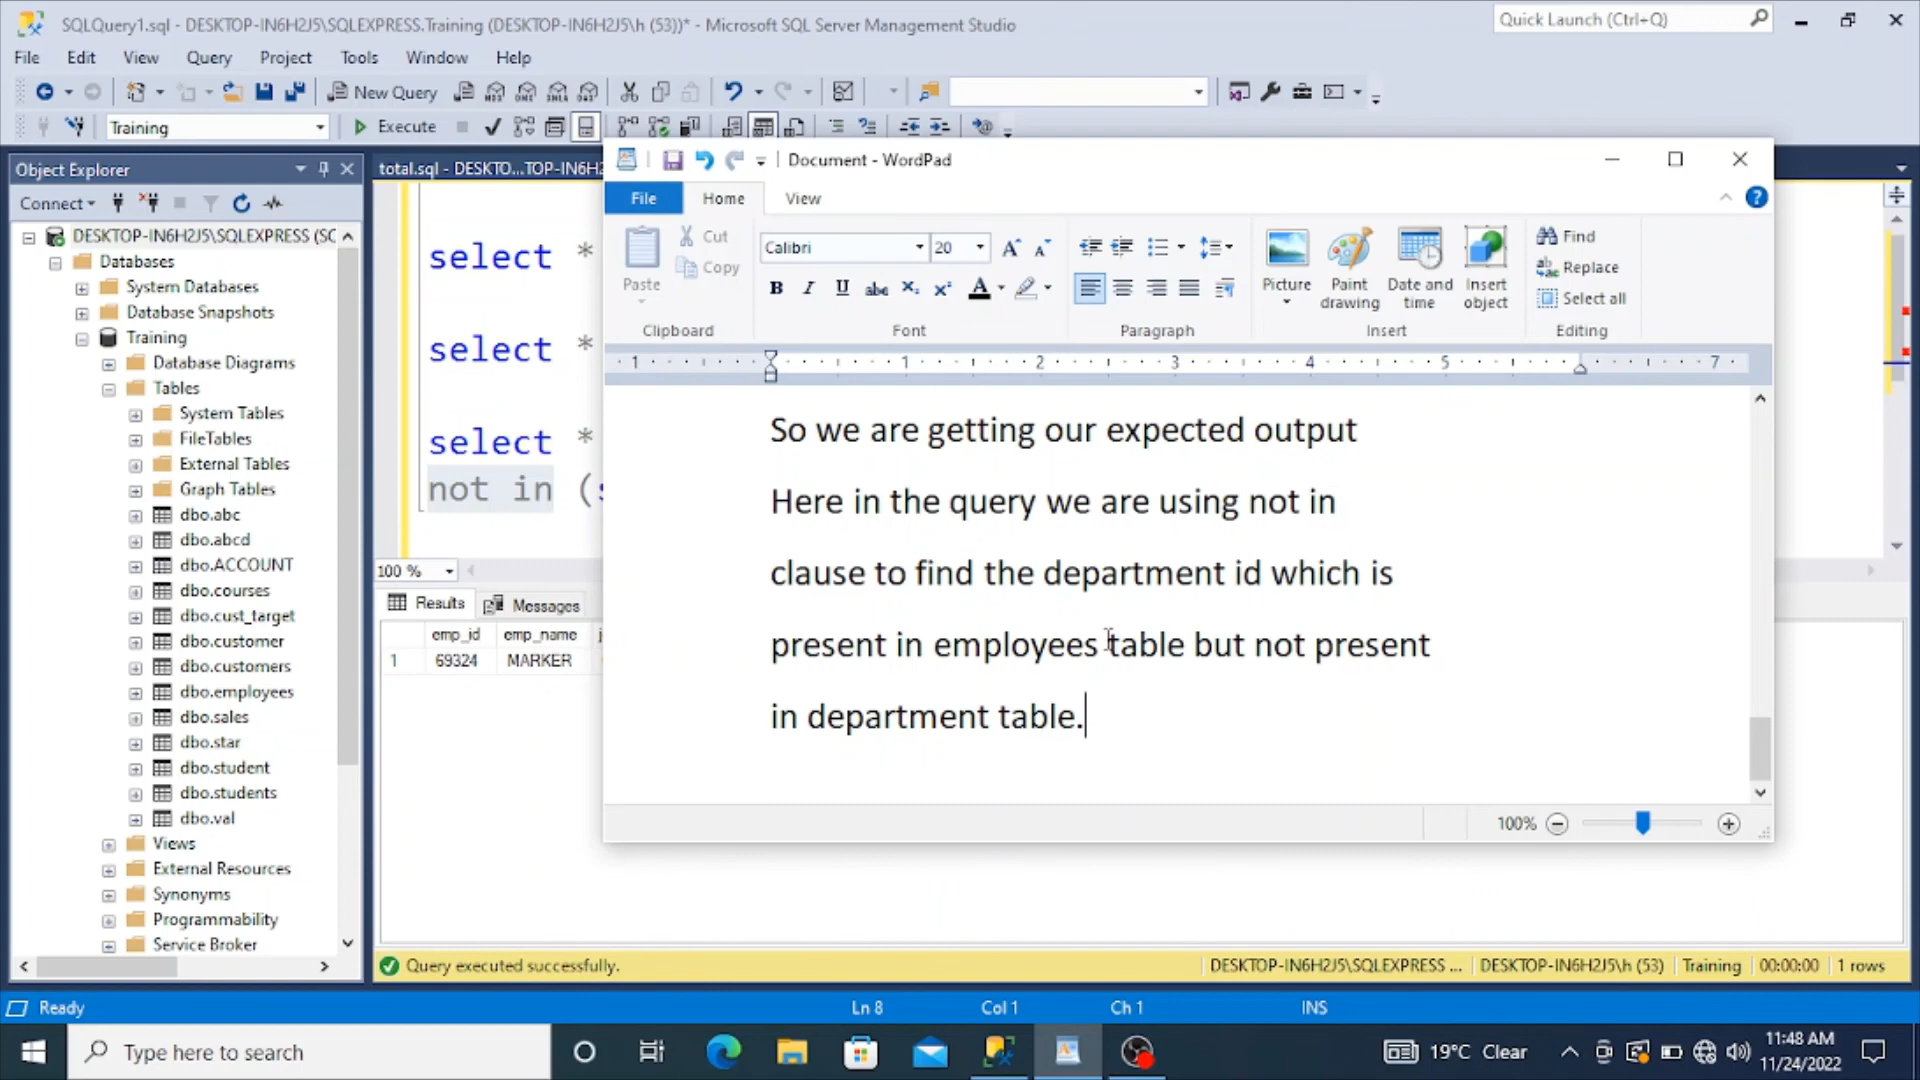 SQLQuery1.sql - DESKTOP-IN6H2J5\SQLEXPRESS.Training (DESKTOP-IN6H2J5\h (53))* - Microsoft SQL Server Management Studio
Quick Launch (Ctrl+Q)
File Edit View Query Project Tools Window Help
New Query
Training
Execute
Object Explorer
total.sql - DESKTO...TOP-IN6H2
Connect
DESKTOP-IN6H2J5\SQLEXPRESS (SC
Databases
System Databases
Database Snapshots
Training
Database Diagrams
Tables
System Tables
FileTables
External Tables
Graph Tables
dbo.abc
dbo.abcd
dbo.ACCOUNT
dbo.courses
dbo.cust_target
dbo.customer
dbo.customers
dbo.employees
dbo.sales
dbo.star
dbo.student
dbo.students
dbo.val
Views
External Resources
Synonyms
Programmability
Service Broker
select *
select *
select *
not in (s
100 %
Results Messages
emp_id emp_name
1 69324 MARKER
Document - WordPad
File Home View
Paste
Cut
Copy
Clipboard
Calibri 20
Font
Paragraph
Picture
Paint drawing
Date and time
Insert object
Insert
Find
Replace
Select all
Editing
1 1 2 3 4 5 7
So we are getting our expected output
Here in the query we are using not in
clause to find the department id which is
present in employees table but not present
in department table.
100%
Query executed successfully.
DESKTOP-IN6H2J5\SQLEXPRESS ... DESKTOP-IN6H2J5\h (53) Training 00:00:00 1 rows
Ready Ln 8 Col 1 Ch 1 INS
Type here to search
19°C Clear
11:48 AM
11/24/2022